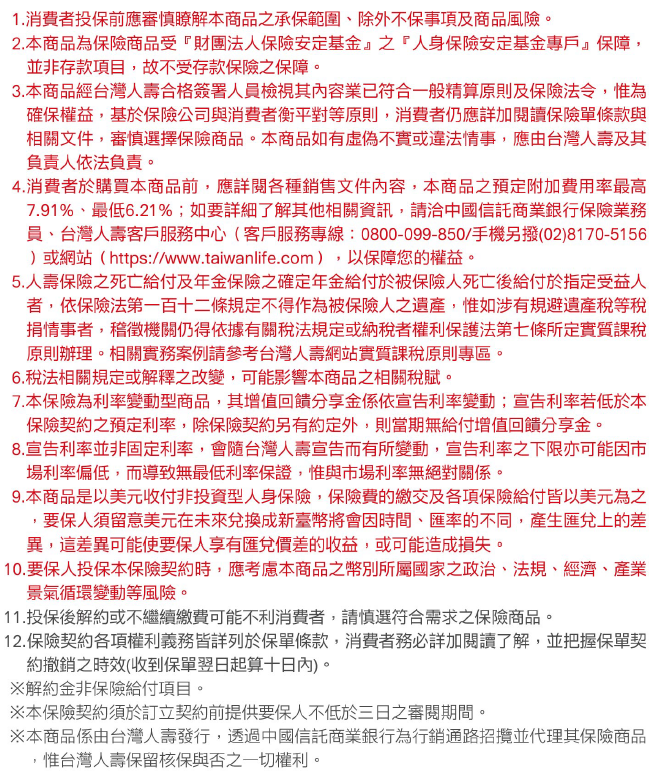 1.消費者投保前應審慎瞭解本商品之承保範圍、除外不保事項及商品風險。
2.本商品為保險商品受『財團法人保險安定基金』之『人身保險安定基金專戶』保障，
並非存款項目，故不受存款保險之保障。
3.本商品經台灣人壽合格簽署人員檢視其內容業已符合一般精算原則及保險法令，惟為
確保權益，基於保險公司與消費者衡平對等原則，消費者仍應詳加閱讀保險單條款與
相關文件，審慎選擇保險商品。本商品如有虛偽不實或違法情事，應由台灣人壽及其
負責人依法負責。
4.消費者於購買本商品前，應詳閱各種銷售文件內容，本商品之預定附加費用率最高
7.91%、最低6.21%；如要詳細了解其他相關資訊，請洽中國信託商業銀行保險業務
員、台灣人壽客戶服務中心（客戶服務專線：0800-099-850/手機另撥(02)8170-5156
）或網站（https://www.taiwanlife.com），以保障您的權益。
5.人壽保險之死亡給付及年金保險之確定年金給付於被保險人死亡後給付於指定受益人
者，依保險法第一百十二條規定不得作為被保險人之遺產，惟如涉有規避遺產稅等稅
捐情事者，稽徵機關仍得依據有關稅法規定或納稅者權利保護法第七條所定實質課稅
原則辦理。相關實務案例請參考台灣人壽網站實質課稅原則專區。
6.稅法相關規定或解釋之改變，可能影響本商品之相關稅賦。
7.本保險為利率變動型商品，其增值回饋分享金係依宣告利率變動；宣告利率若低於本
保險契約之預定利率，除保險契約另有約定外，則當期無給付增值回饋分享金。
8.宣告利率並非固定利率，會隨台灣人壽宣告而有所變動，宣告利率之下限亦可能因市
場利率偏低，而導致無最低利率保證，惟與市場利率無絕對關係。
9.本商品是以美元收付非投資型人身保險，保險費的繳交及各項保險給付皆以美元為之
，要保人須留意美元在未來兌換成新臺幣將會因時間、匯率的不同，產生匯兌上的差
異，這差異可能使要保人享有匯兌價差的收益，或可能造成損失。
10.要保人投保本保險契約時，應考慮本商品之幣別所屬國家之政治、法規、經濟、產業
景氣循環變動等風險。
11.投保後解約或不繼續繳費可能不利消費者，請慎選符合需求之保險商品。
12.保險契約各項權利義務皆詳列於保單條款，消費者務必詳加閱讀了解，並把握保單契
約撤銷之時效(收到保單翌日起算十日內)。
※解約金非保險給付項目。
※本保險契約須於訂立契約前提供要保人不低於三日之審閱期間。
※本商品係由台灣人壽發行，透過中國信託商業銀行為行銷通路招攬並代理其保險商品
，惟台灣人壽保留核保與否之一切權利。